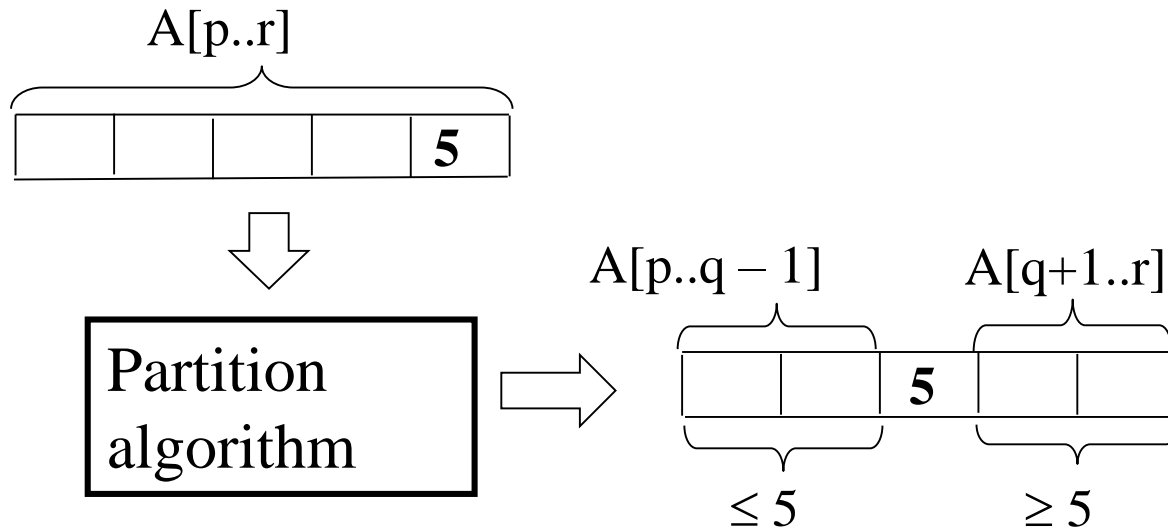 A[p..r]
5
Partition
algorithm
A[p..q – 1]
A[q+1..r]
5
≤ 5
≥ 5